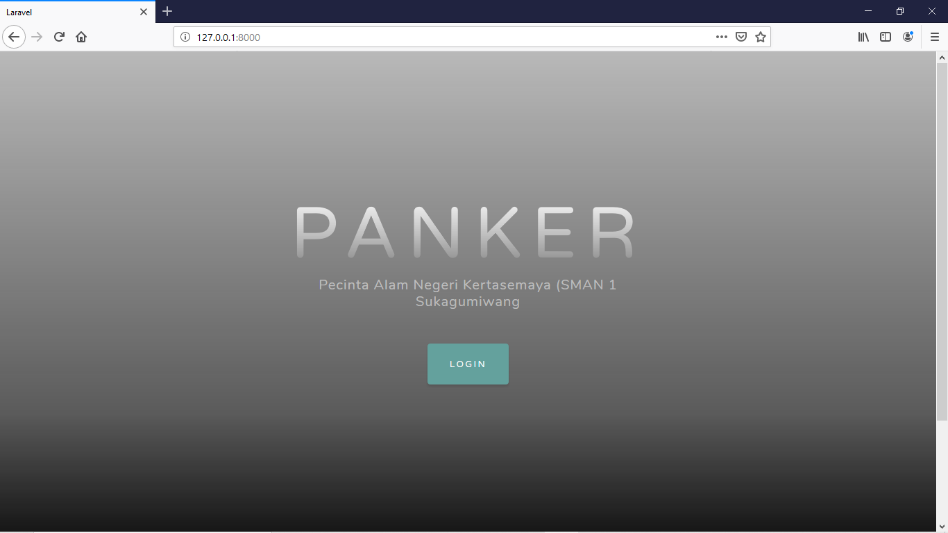 Laravel
127.0.0.1:8000
PANKER
Pecinta Alam Negeri Kertasemaya (SMAN 1
Sukagumiwang
LOGIN